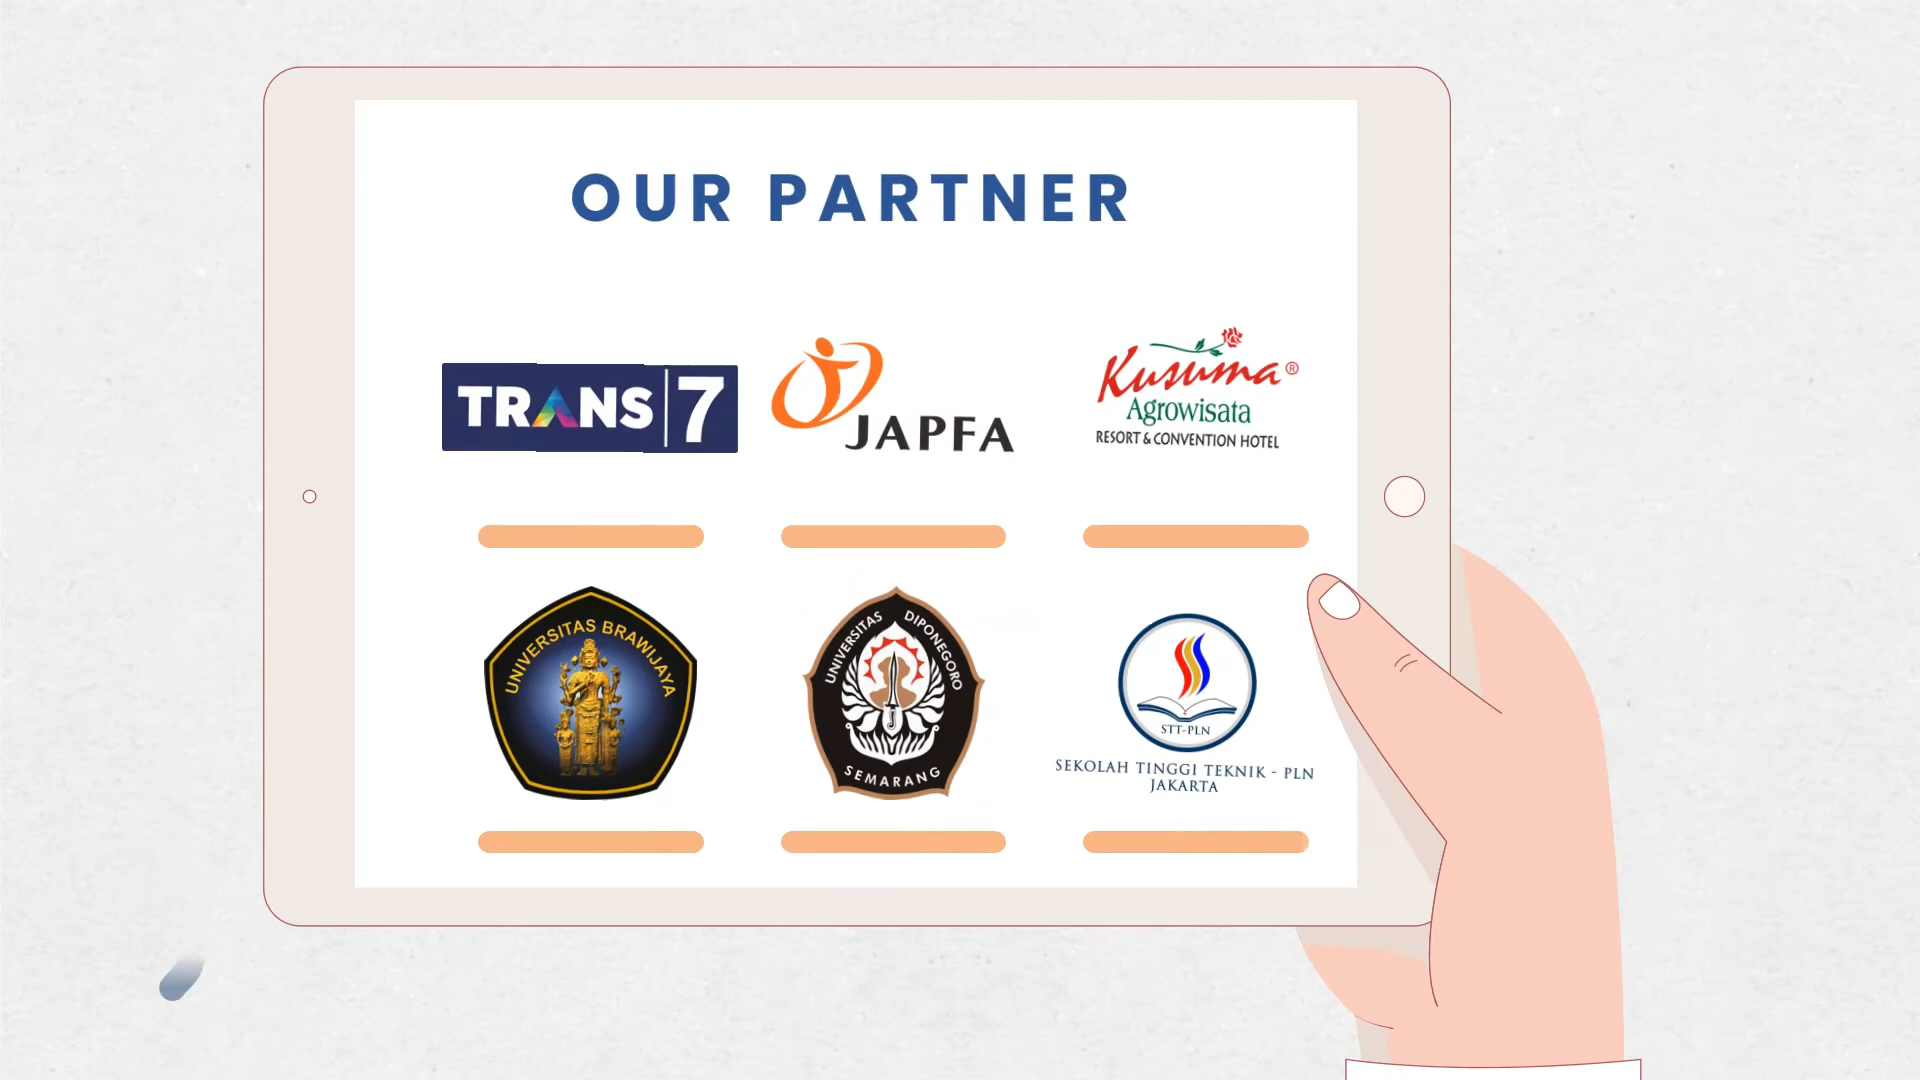 OUR PARTNER
TRANS 7
JAPFA
Kusuma ®
Agrowisata
RESORT & CONVENTION HOTEL
UNIVERSITAS BRAWIJAYA
UNIVERSITAS DIPONEGORO
SEMARANG
STT-PLN
SEKOLAH TINGGI TEKNIK - PLN
JAKARTA